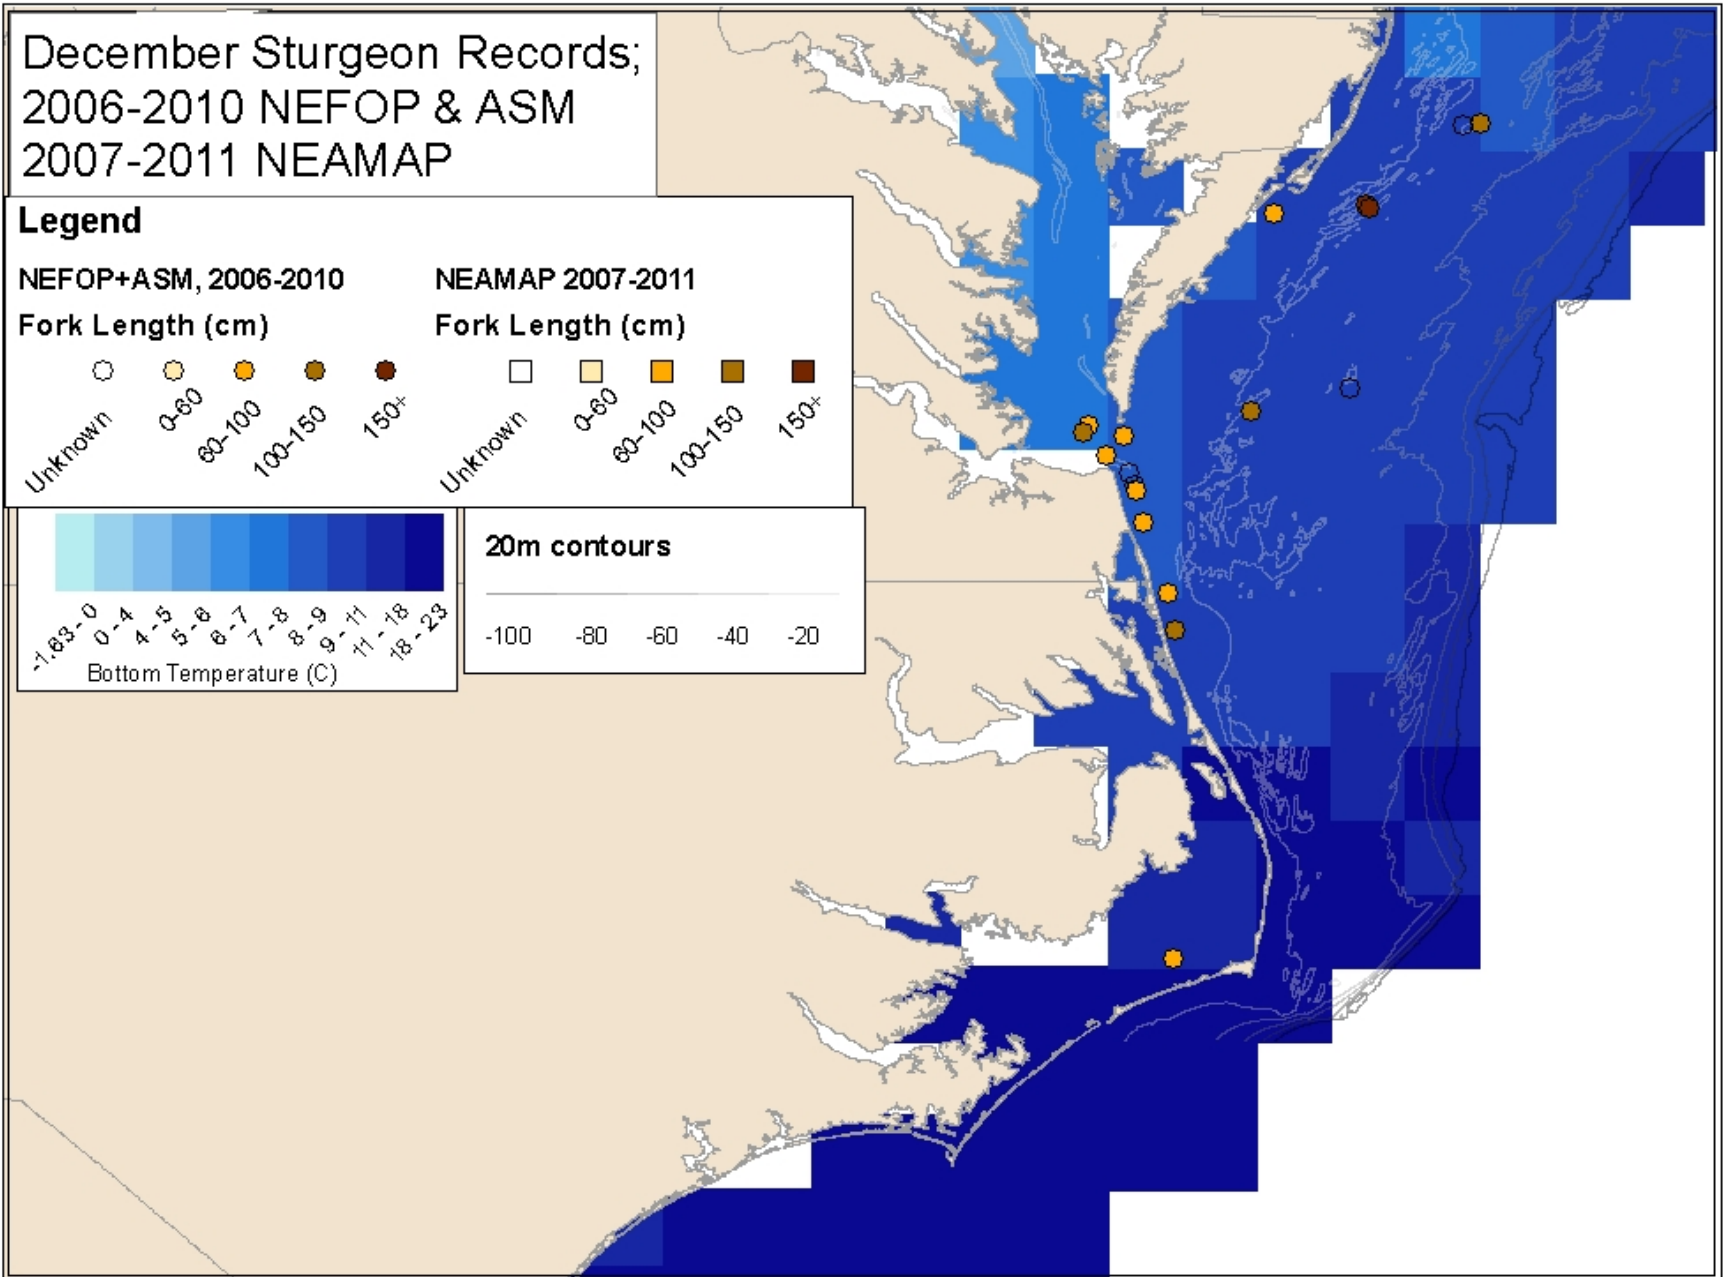 December Sturgeon Records;
2006-2010 NEFOP & ASM
2007-2011 NEAMAP
Legend
NEFOP+ASM, 2006-2010
Fork Length (cm)
Unknown
0-60
60-100
100-150
150+
NEAMAP 2007-2011
Fork Length (cm)
Unknown
0-60
60-100
100-150
150+
-1.63 - 0
0 - 4
4 - 5
5 - 6
6 - 7
7 - 8
8 - 9
9 - 11
11 - 18
18 - 23
Bottom Temperature (C)
20m contours
-100 -80 -60 -40 -20